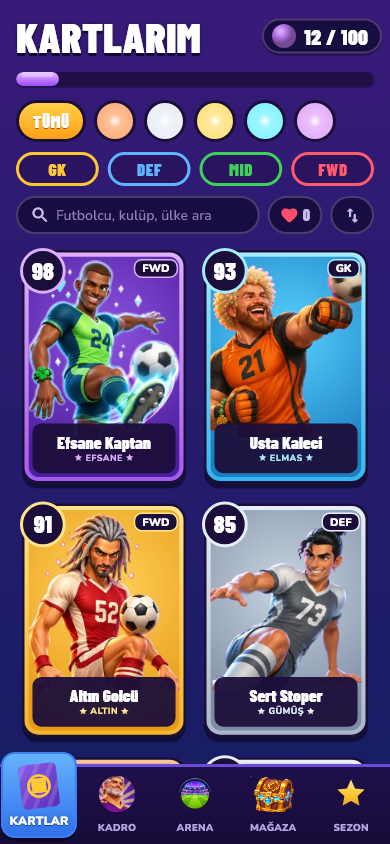 KARTLARIM
12 / 100
TÜMÜ
GK DEF MID FWD
Futbolcu, kulüp, ülke ara
0
98 FWD
24
Efsane Kaptan
★ EFSANE ★
93 GK
21
Usta Kaleci
★ ELMAS ★
91 FWD
52
Altın Golcü
★ ALTIN ★
85 DEF
73
Sert Stoper
★ GÜMÜŞ ★
KARTLAR
KADRO
ARENA
MAĞAZA
SEZON